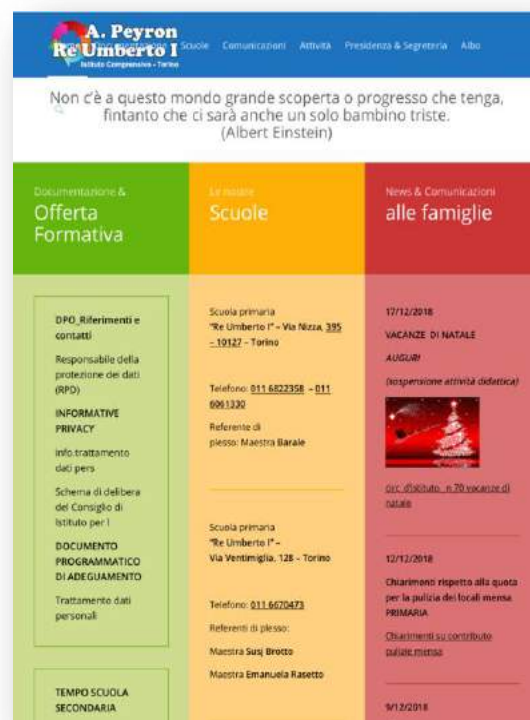 A. Peyron
Re Umberto I
Istituto Comprensivo - Torino
Scuole Comunicazioni Attività Presidenza & Segreteria Albo
Non c'è a questo mondo grande scoperta o progresso che tenga,
fintanto che ci sarà anche un solo bambino triste.
(Albert Einstein)
Documentazione &
Offerta
Formativa
DPO_Riferimenti e
contatti
Responsabile della
protezione dei dati
(RPD)
INFORMATIVE
PRIVACY
Info.trattamento
dati pers
Schema di delibera
del Consiglio di
Istituto per l
DOCUMENTO
PROGRAMMATICO
DI ADEGUAMENTO
Trattamento dati
personali
TEMPO SCUOLA
SECONDARIA
Le nostre
Scuole
Scuola primaria
"Re Umberto I" – Via Nizza, 395
– 10127 – Torino
Telefono: 011 6822358 – 011
6061330
Referente di
plesso: Maestra Barale
Scuola primaria
"Re Umberto I" –
Via Ventimiglia, 128 – Torino
Telefono: 011 6670473
Referenti di plesso:
Maestra Susj Brotto
Maestra Emanuela Rasetto
News & Comunicazioni
alle famiglie
17/12/2018
VACANZE DI NATALE
AUGURI
(sospensione attività didattica)
circ. d'istituto_ n 70 vacanze di
natale
12/12/2018
Chiarimenti rispetto alla quota
per la pulizia dei locali mensa
PRIMARIA
Chiarimenti su contributo
pulizie mensa
9/12/2018